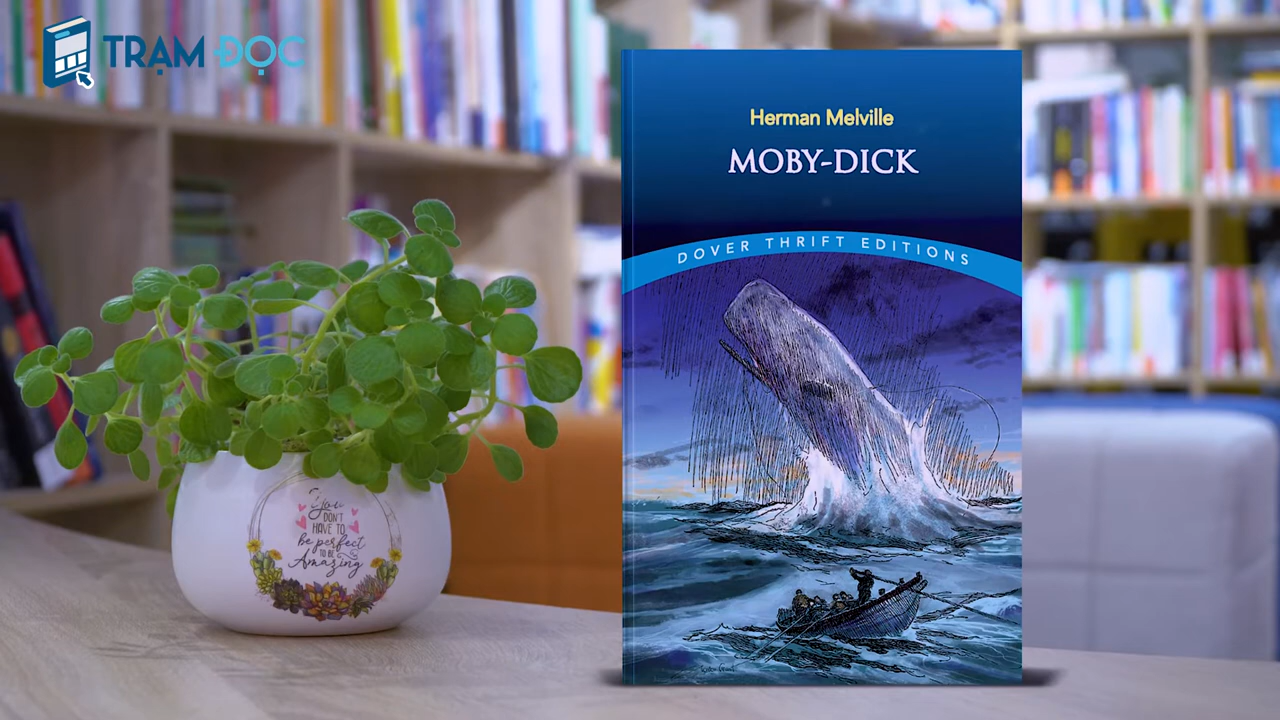 TRẠM ĐỌC
Herman Melville
MOBY-DICK
DOVER THRIFT EDITIONS
You
DON'T
HAVE TO
be perfect
TO BE
Amazing